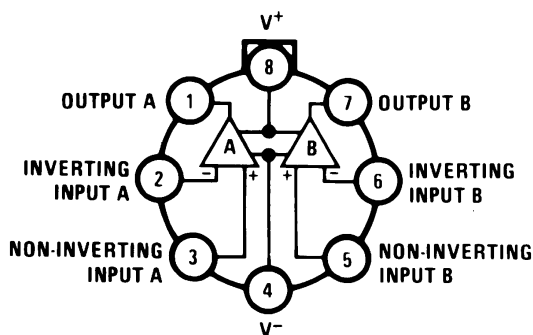 V+
8
OUTPUT A 1
7 OUTPUT B
A
B
INVERTING
INPUT A
2
- +
+ -
6
INVERTING
INPUT B
NON-INVERTING
INPUT A
3
5
NON-INVERTING
INPUT B
4
V-